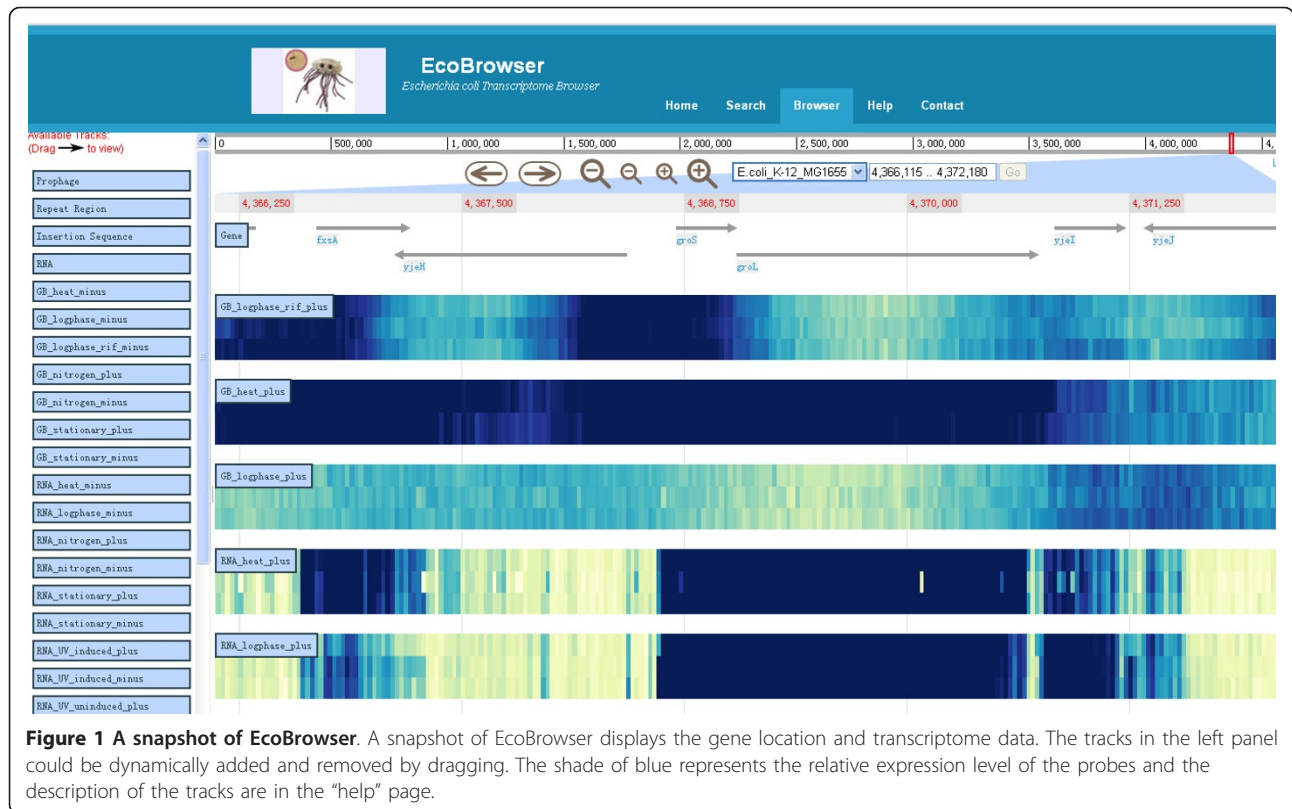 EcoBrowser
Escherichia coli Transcriptome Browser
Home Search Browser Help Contact
Available Tracks:
(Drag → to view)
0 500,000 1,000,000 1,500,000 2,000,000 2,500,000 3,000,000 3,500,000 4,000,000 4,
E.coli_K-12_MG1655 4,366,115 .. 4,372,180 Go
4,366,250 4,367,500 4,368,750 4,370,000 4,371,250
Prophage
Repeat Region
Insertion Sequence
RNA
GB_heat_minus
GB_logphase_minus
GB_logphase_rif_minus
GB_nitrogen_plus
GB_nitrogen_minus
GB_stationary_plus
GB_stationary_minus
RNA_heat_minus
RNA_logphase_minus
RNA_nitrogen_plus
RNA_nitrogen_minus
RNA_stationary_plus
RNA_stationary_minus
RNA_UV_induced_plus
RNA_UV_induced_minus
RNA_UV_uninduced_plus
Gene
fxsA groS yjeI yjeJ
yjeH groL
GB_logphase_rif_plus
GB_heat_plus
GB_logphase_plus
RNA_heat_plus
RNA_logphase_plus
Figure 1 A snapshot of EcoBrowser. A snapshot of EcoBrowser displays the gene location and transcriptome data. The tracks in the left panel
could be dynamically added and removed by dragging. The shade of blue represents the relative expression level of the probes and the
description of the tracks are in the “help” page.